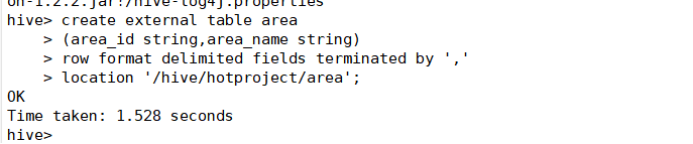 on-1.2.2.jar!/hive-log4j.properties
hive> create external table area
    > (area_id string,area_name string)
    > row format delimited fields terminated by ','
    > location '/hive/hotproject/area';
OK
Time taken: 1.528 seconds
hive>